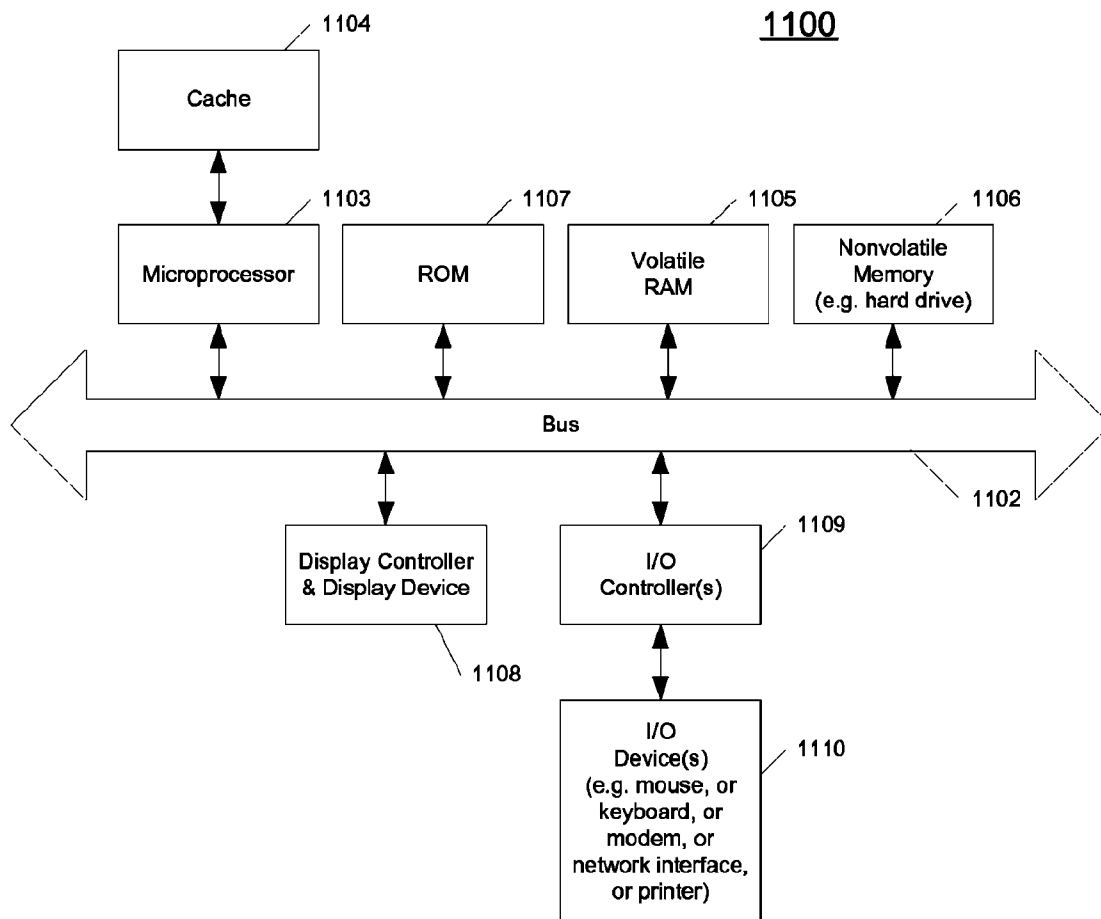 1100
1104
Cache
1103
Microprocessor
1107
ROM
1105
Volatile
RAM
1106
Nonvolatile
Memory
(e.g. hard drive)
Bus
1102
Display Controller
& Display Device
1108
1109
I/O
Controller(s)
1110
I/O
Device(s)
(e.g. mouse, or
keyboard, or
modem, or
network interface,
or printer)